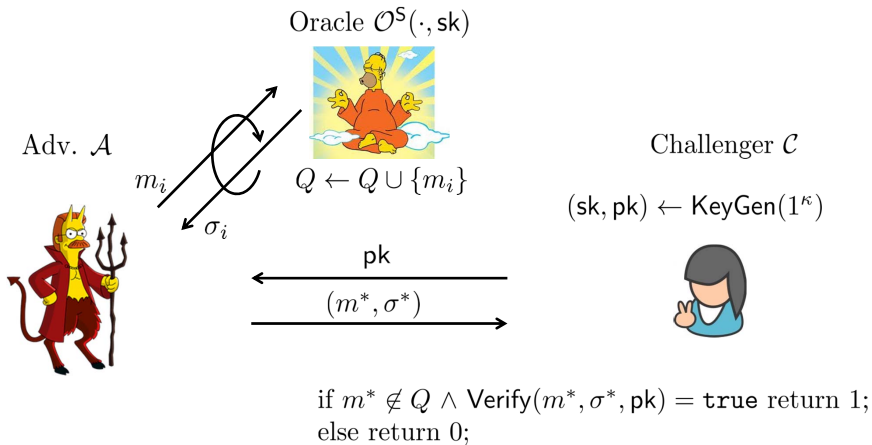 Oracle 𝒪^S(·, sk)
Adv. 𝒜
Challenger 𝒞
m_i
Q ← Q ∪ {m_i}
(sk, pk) ← KeyGen(1^κ)
σ_i
pk
(m*, σ*)
if m* ∉ Q ∧ Verify(m*, σ*, pk) = true return 1;
else return 0;